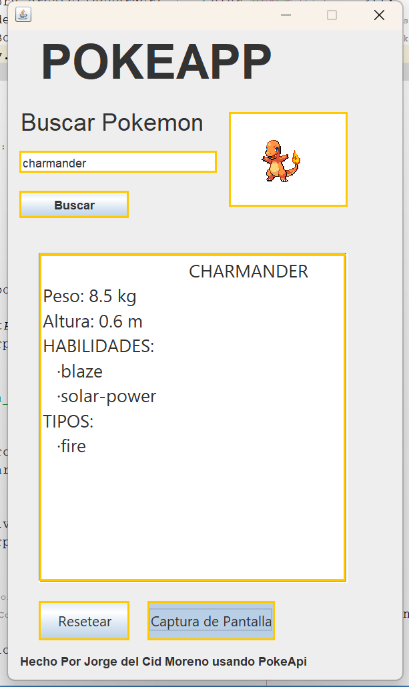 POKEAPP
Buscar Pokemon
charmander
Buscar
CHARMANDER
Peso: 8.5 kg
Altura: 0.6 m
HABILIDADES:
·blaze
·solar-power
TIPOS:
·fire
Resetear
Captura de Pantalla
Hecho Por Jorge del Cid Moreno usando PokeApi